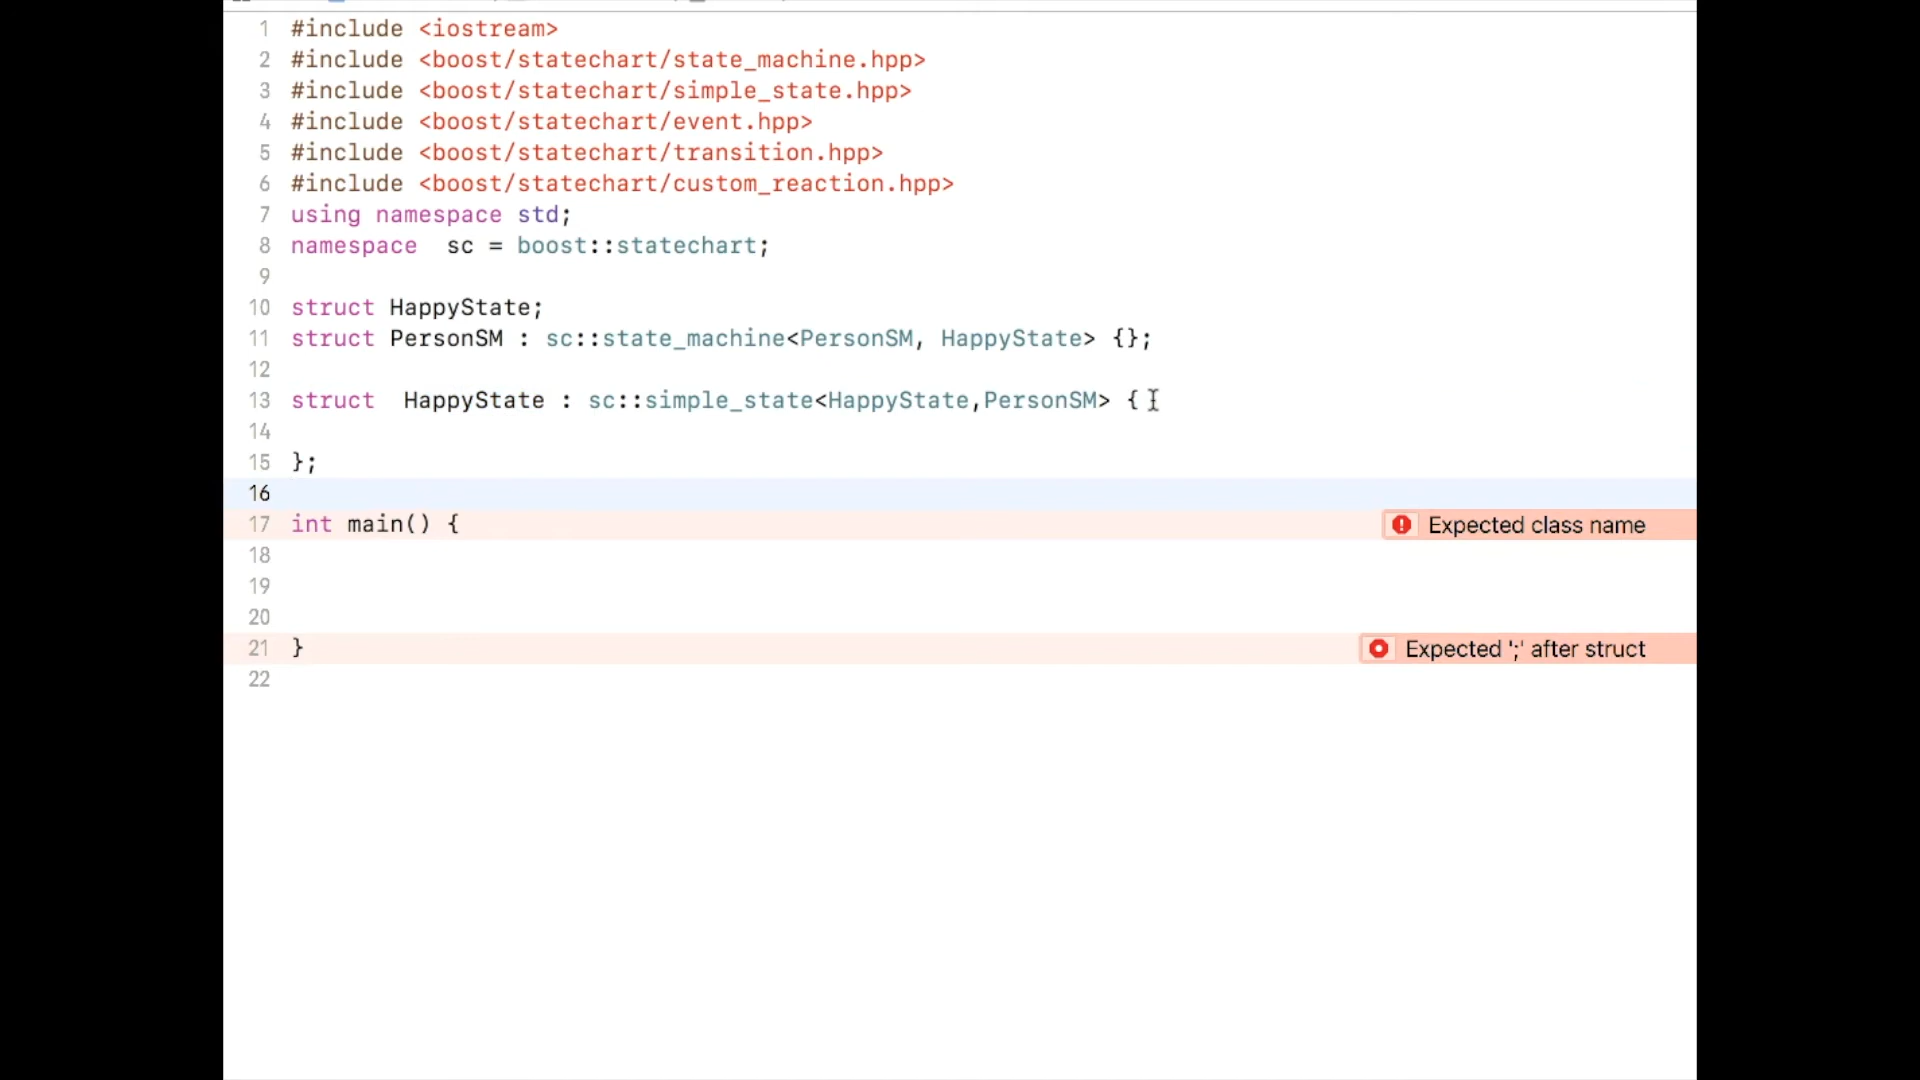 1 #include <iostream>
2 #include <boost/statechart/state_machine.hpp>
3 #include <boost/statechart/simple_state.hpp>
4 #include <boost/statechart/event.hpp>
5 #include <boost/statechart/transition.hpp>
6 #include <boost/statechart/custom_reaction.hpp>
7 using namespace std;
8 namespace  sc = boost::statechart;
9
10 struct HappyState;
11 struct PersonSM : sc::state_machine<PersonSM, HappyState> {};
12
13 struct  HappyState : sc::simple_state<HappyState,PersonSM> {
14
15 };
16
17 int main() { Expected class name
18
19
20
21 } Expected ';' after struct
22